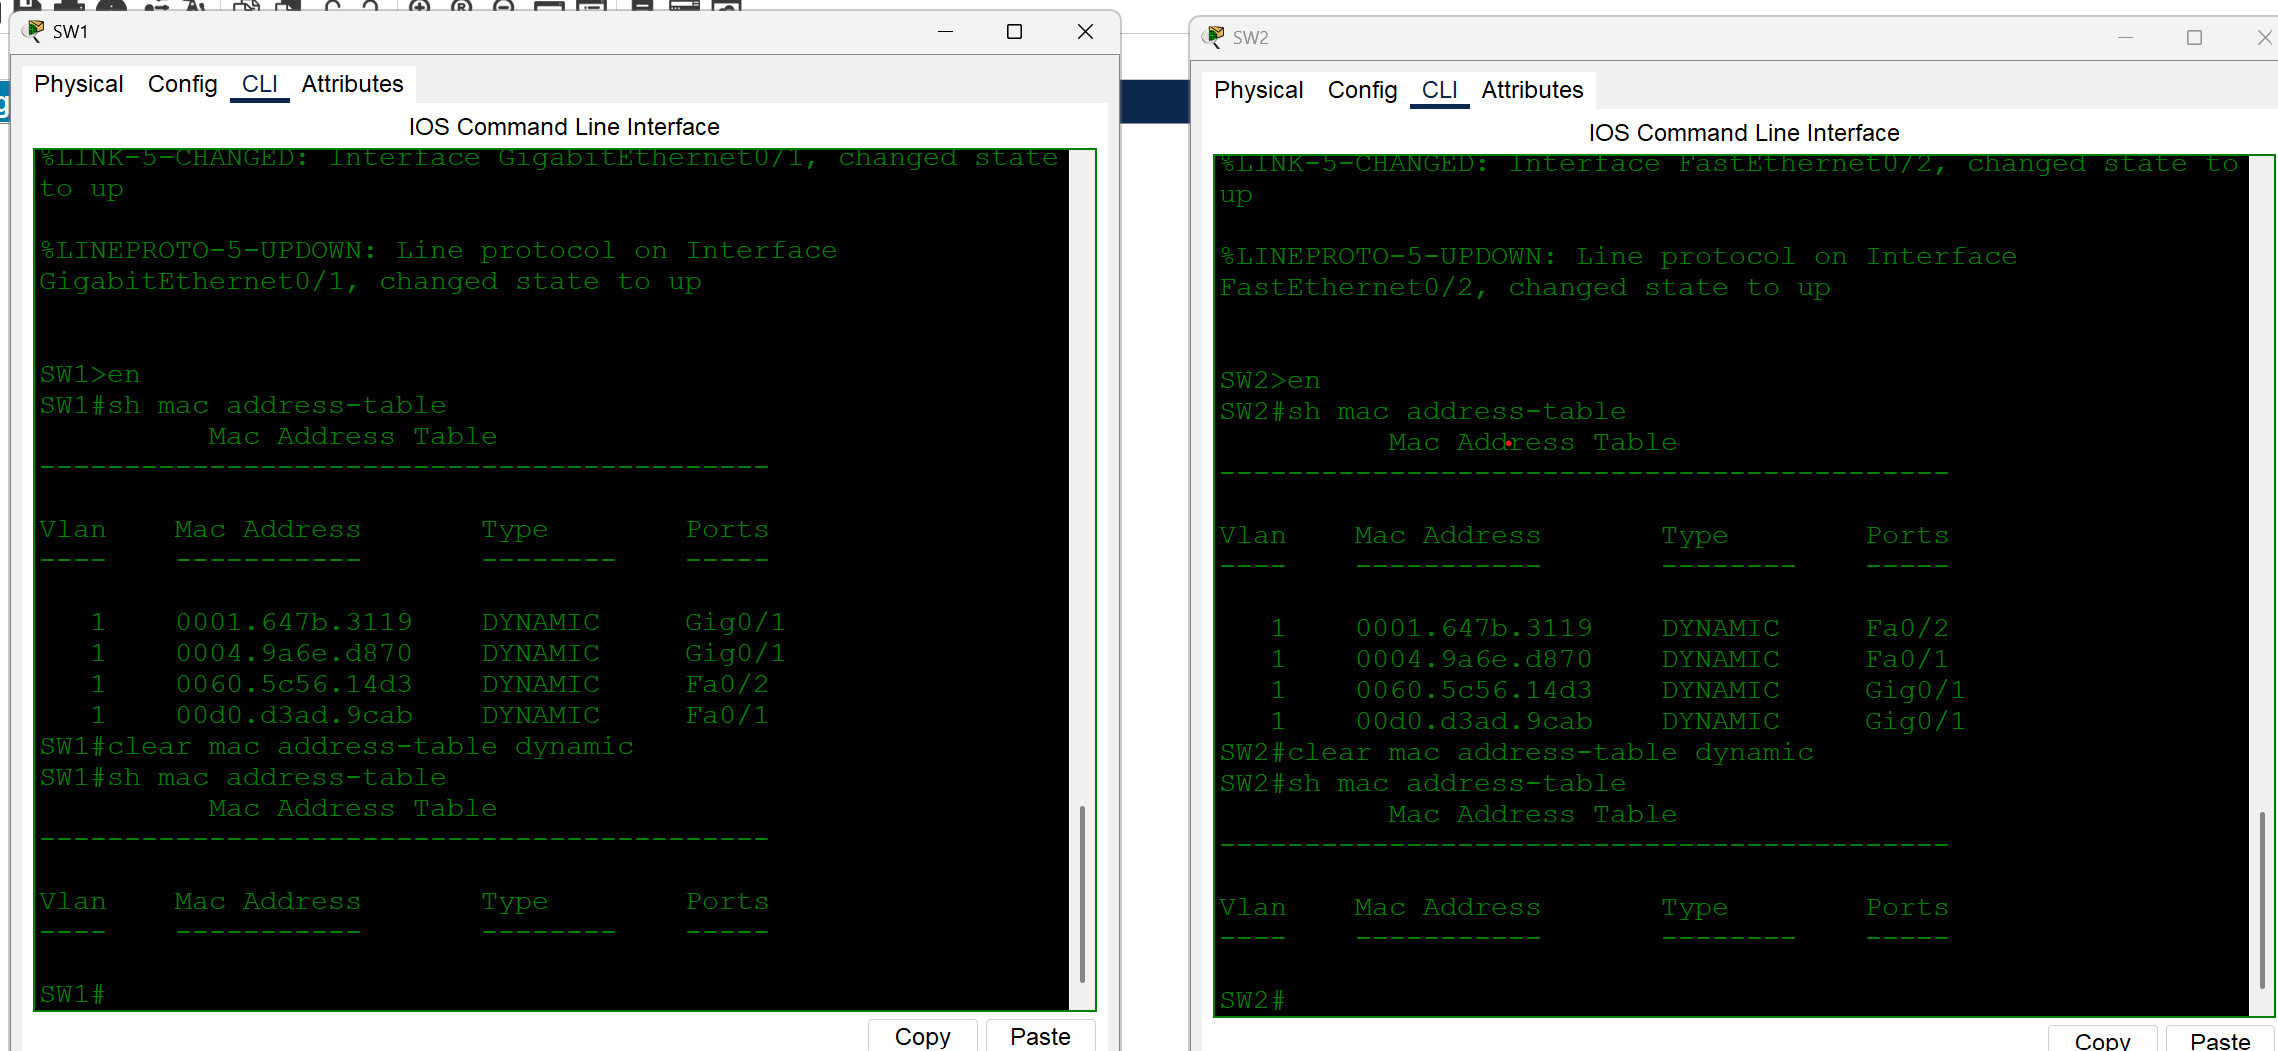 SW1
Physical Config CLI Attributes
IOS Command Line Interface
%LINK-5-CHANGED: Interface GigabitEthernet0/1, changed state
to up
%LINEPROTO-5-UPDOWN: Line protocol on Interface
GigabitEthernet0/1, changed state to up
SW1>en
SW1#sh mac address-table
Mac Address Table
-------------------------------------------
Vlan Mac Address Type Ports
---- ----------- -------- -----
1 0001.647b.3119 DYNAMIC Gig0/1
1 0004.9a6e.d870 DYNAMIC Gig0/1
1 0060.5c56.14d3 DYNAMIC Fa0/2
1 00d0.d3ad.9cab DYNAMIC Fa0/1
SW1#clear mac address-table dynamic
SW1#sh mac address-table
Mac Address Table
-------------------------------------------
Vlan Mac Address Type Ports
---- ----------- -------- -----
SW1#
Copy Paste
SW2
Physical Config CLI Attributes
IOS Command Line Interface
%LINK-5-CHANGED: Interface FastEthernet0/2, changed state to
up
%LINEPROTO-5-UPDOWN: Line protocol on Interface
FastEthernet0/2, changed state to up
SW2>en
SW2#sh mac address-table
Mac Address Table
-------------------------------------------
Vlan Mac Address Type Ports
---- ----------- -------- -----
1 0001.647b.3119 DYNAMIC Fa0/2
1 0004.9a6e.d870 DYNAMIC Fa0/1
1 0060.5c56.14d3 DYNAMIC Gig0/1
1 00d0.d3ad.9cab DYNAMIC Gig0/1
SW2#clear mac address-table dynamic
SW2#sh mac address-table
Mac Address Table
-------------------------------------------
Vlan Mac Address Type Ports
---- ----------- -------- -----
SW2#
Copy Paste